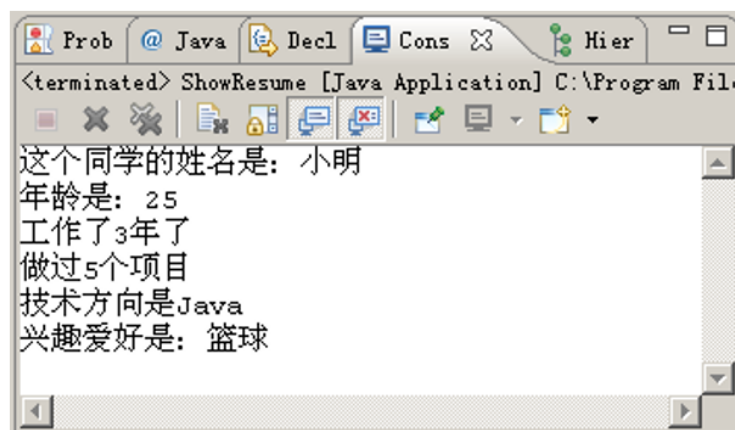 Prob @ Java Decl Cons Hier
<terminated> ShowResume [Java Application] C:\Program File
这个同学的姓名是：小明
年龄是：25
工作了3年了
做过5个项目
技术方向是Java
兴趣爱好是：篮球